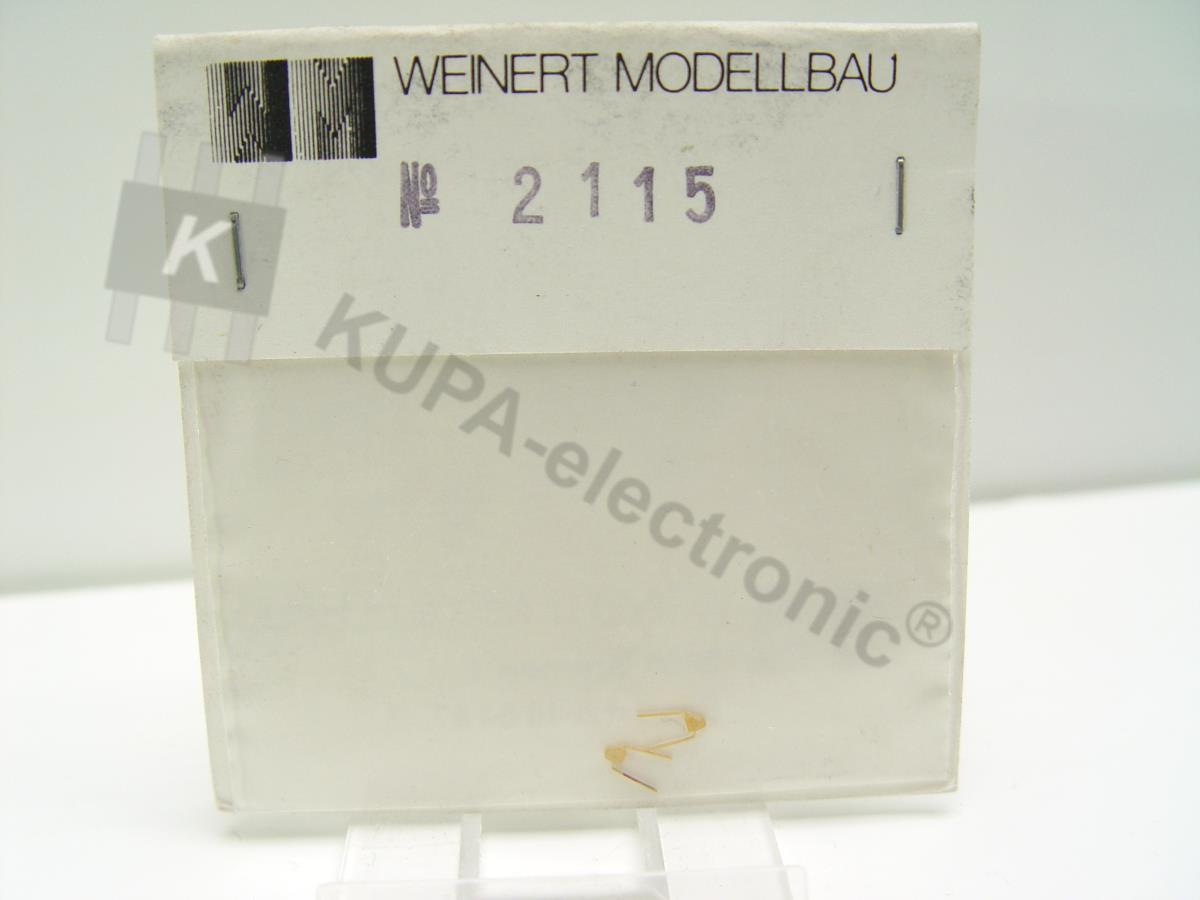 WEINERT MODELLBAU
№ 2115
K
KUPA-electronic®